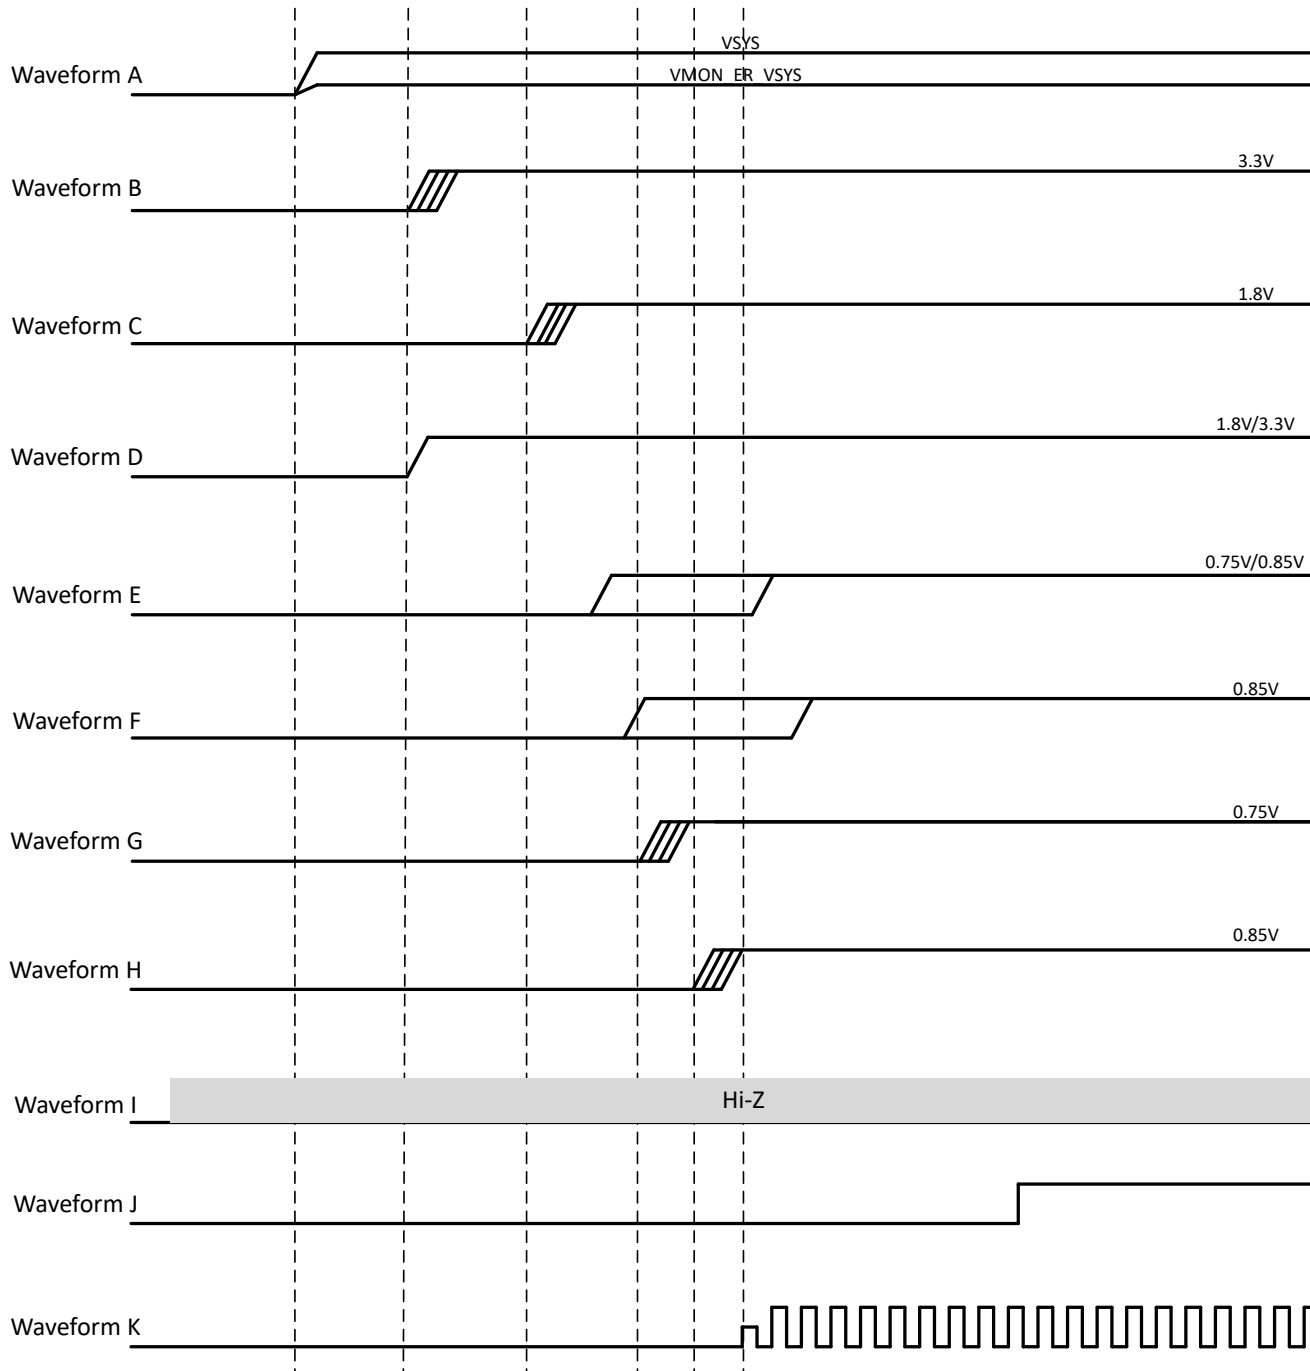 VSYS
Waveform A
VMON_ER_VSYS
3.3V
Waveform B
1.8V
Waveform C
1.8V/3.3V
Waveform D
0.75V/0.85V
Waveform E
0.85V
Waveform F
0.75V
Waveform G
0.85V
Waveform H
Hi-Z
Waveform I
Waveform J
Waveform K